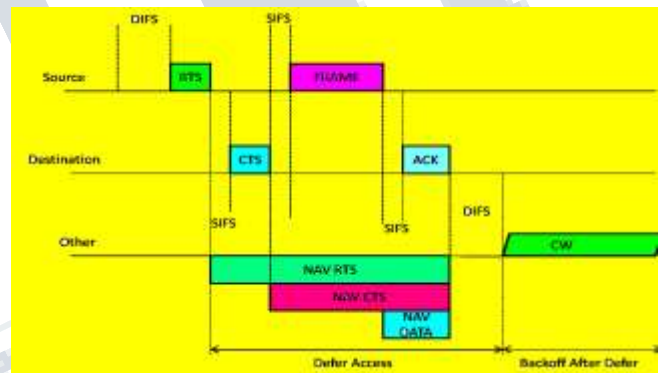 DIFS
SIFS
Source
RTS
FRAME
Destination
CTS
ACK
SIFS
SIFS
DIFS
Other
CW
NAV RTS
NAV CTS
NAV
DATA
Defer Access
Backoff After Defer